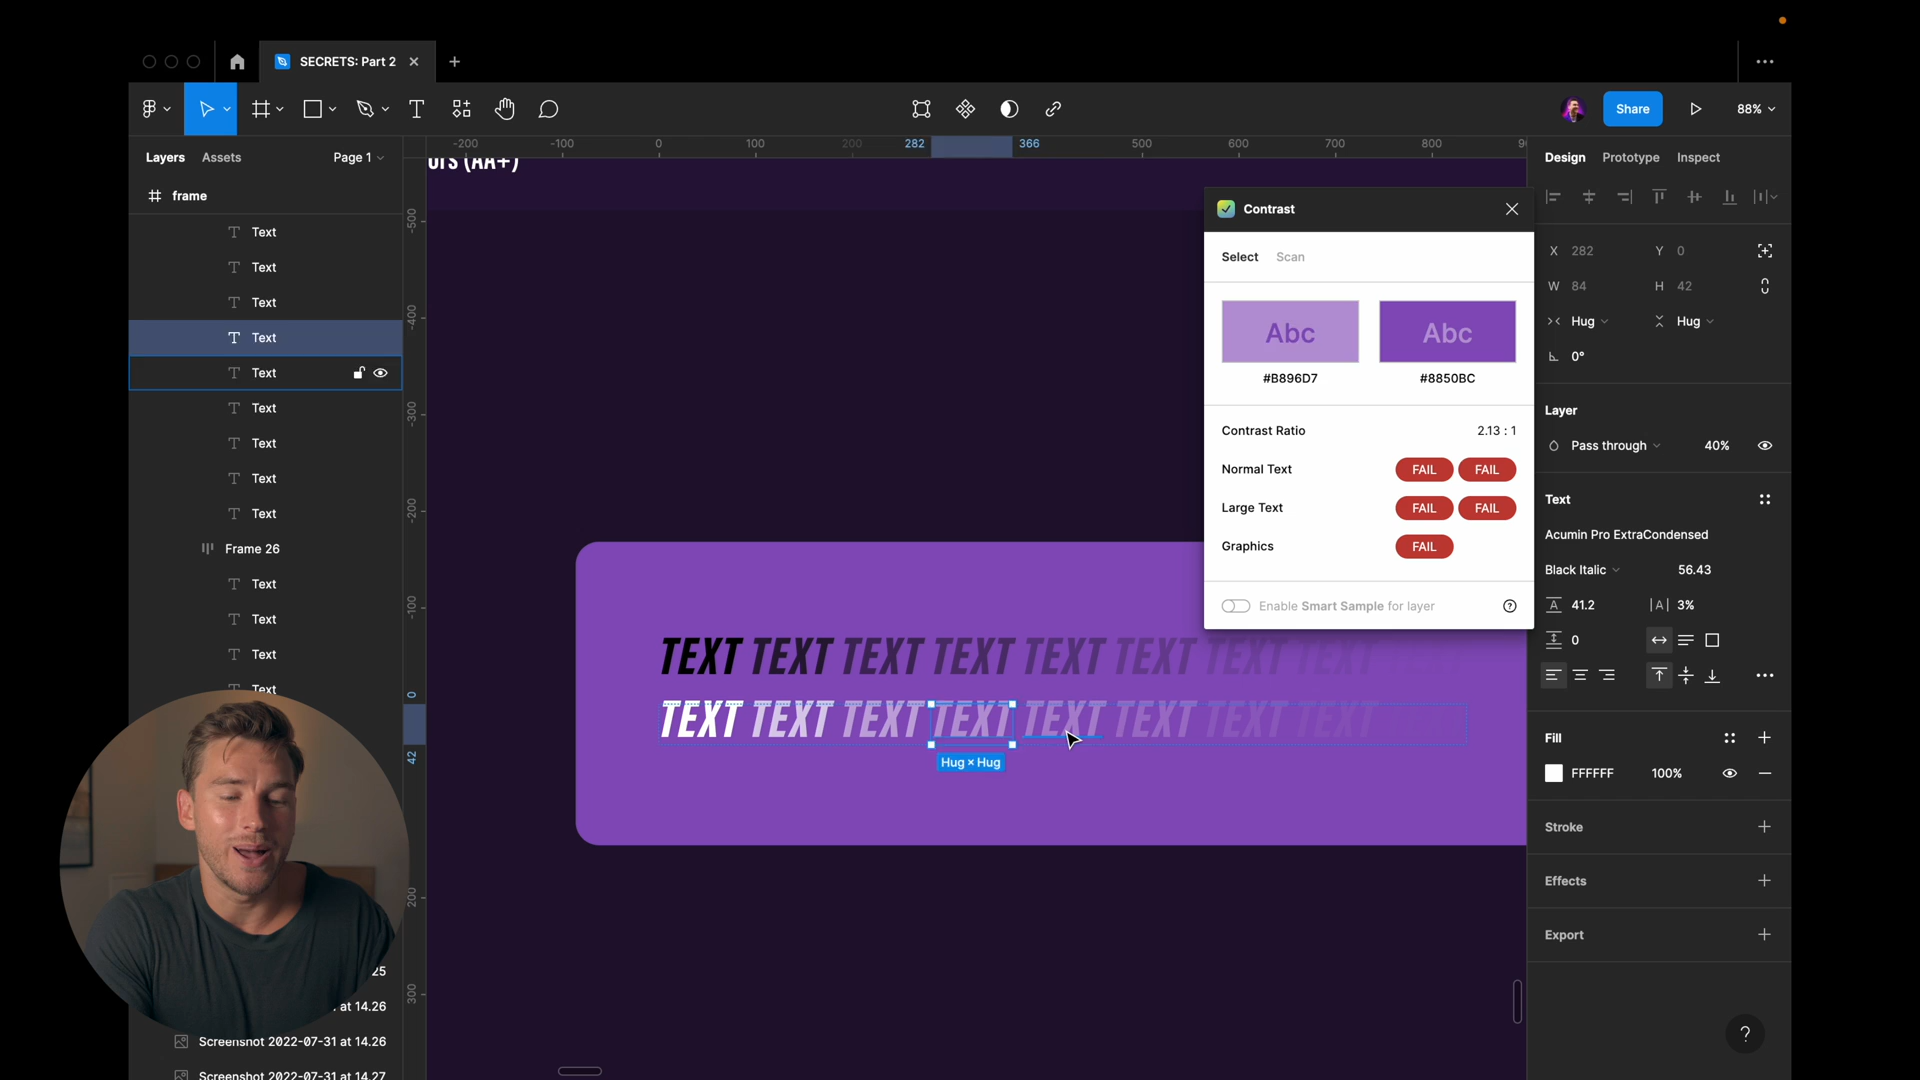 SECRETS: Part 2
Share
88%
Layers
Assets
Page 1
frame
Text
Text
Text
Text
Text
Text
Text
Text
Text
Frame 26
Text
Text
Text
Text
25
at 14.26
Screenshot 2022-07-31 at 14.26
Screenshot 2022-07-31 at 14.27
-200
-100
0
100
200
282
366
500
600
700
800
-500
-400
-300
-200
-100
0
42
200
300
(AA+)
TEXT TEXT TEXT TEXT TEXT TEXT TEXT TEXT
TEXT TEXT TEXT TEXT TEXT TEXT TEXT TEXT
Hug × Hug
Contrast
Select
Scan
Abc
Abc
#B896D7
#8850BC
Contrast Ratio
2.13 : 1
Normal Text
FAIL
FAIL
Large Text
FAIL
FAIL
Graphics
FAIL
Enable Smart Sample for layer
Design
Prototype
Inspect
X 282
Y 0
W 84
H 42
Hug
Hug
0°
Layer
Pass through
40%
Text
Acumin Pro ExtraCondensed
Black Italic
56.43
41.2
3%
0
Fill
FFFFFF
100%
Stroke
Effects
Export
?